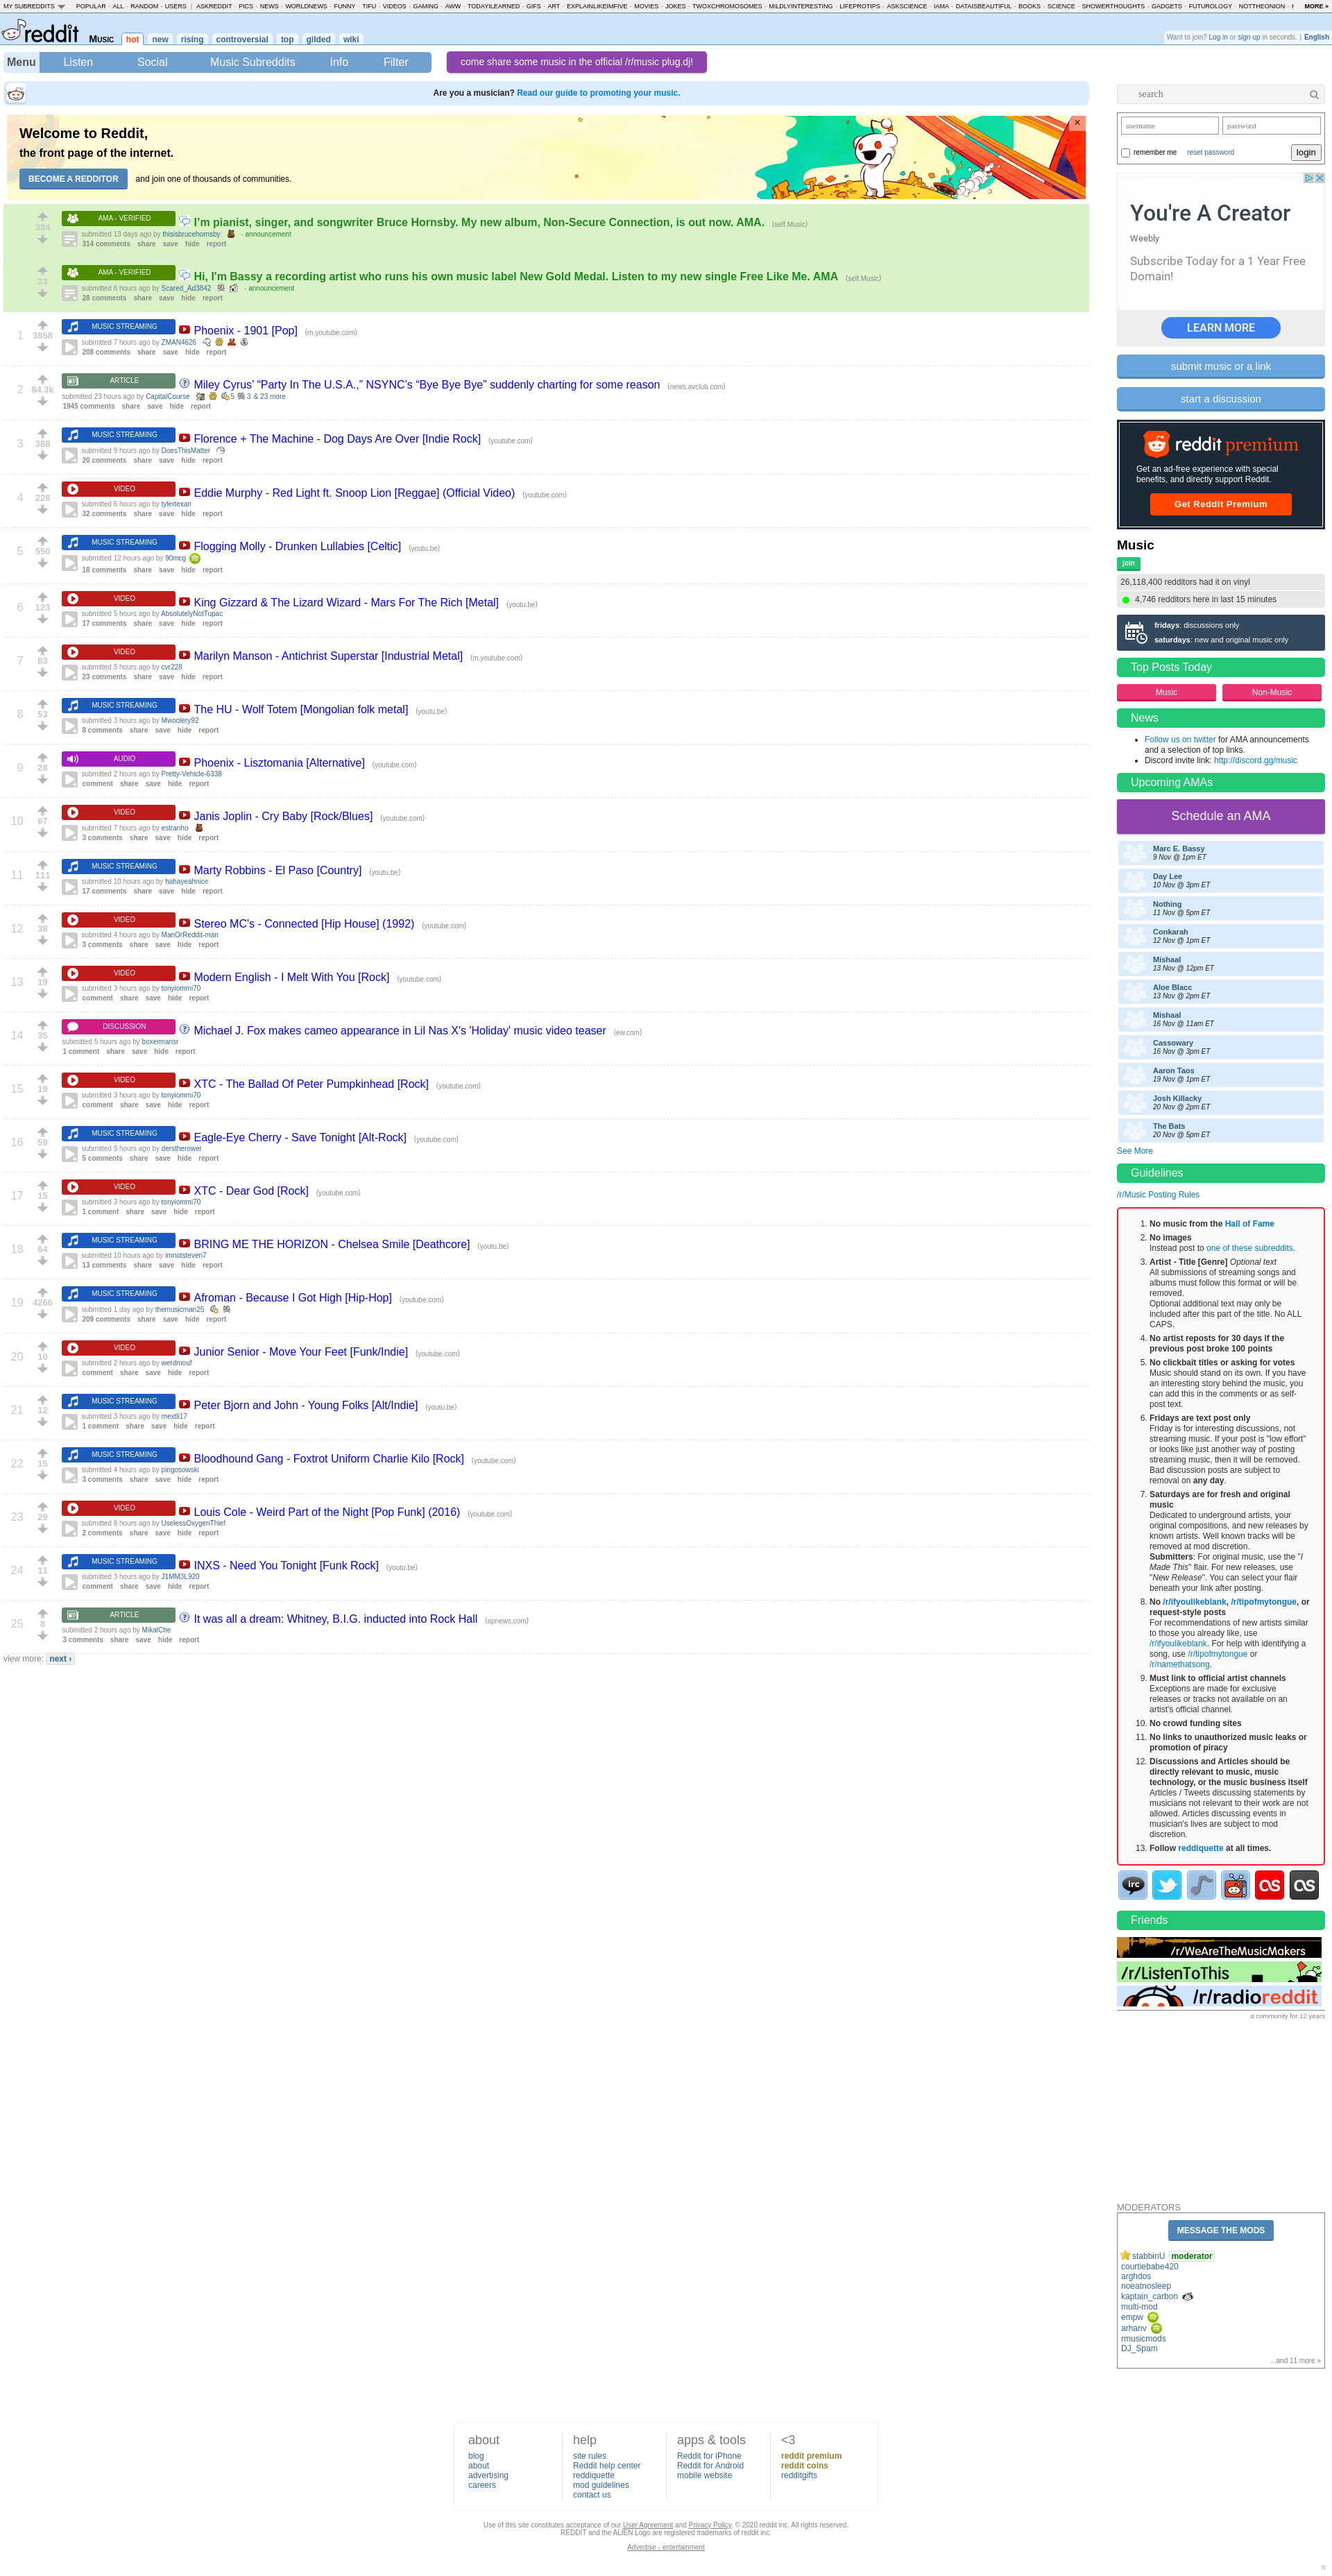 MY SUBREDDITS POPULAR - ALL - RANDOM - USERS | ASKREDDIT - PICS - NEWS - WORLDNEWS - FUNNY - TIFU - VIDEOS - GAMING - AWW - TODAYILEARNED - GIFS - ART - EXPLAINLIKEIMFIVE - MOVIES - JOKES - TWOXCHROMOSOMES - MILDLYINTERESTING - LIFEPROTIPS - ASKSCIENCE - IAMA - DATAISBEAUTIFUL - BOOKS - SCIENCE - SHOWERTHOUGHTS - GADGETS - FUTUROLOGY - NOTTHEONION MORE »
reddit MUSIC hot new rising controversial top gilded wiki
Want to join? Log in or sign up in seconds. | English
Menu Listen Social Music Subreddits Info Filter
come share some music in the official /r/music plug.dj!
Are you a musician? Read our guide to promoting your music.
Welcome to Reddit,
the front page of the internet.
BECOME A REDDITOR and join one of thousands of communities.
×
284
AMA - VERIFIED I'm pianist, singer, and songwriter Bruce Hornsby. My new album, Non-Secure Connection, is out now. AMA. (self.Music)
submitted 13 days ago by thisisbrucehornsby - announcement
314 comments share save hide report
23
AMA - VERIFIED Hi, I'm Bassy a recording artist who runs his own music label New Gold Medal. Listen to my new single Free Like Me. AMA (self.Music)
submitted 6 hours ago by Scared_Ad3842 - announcement
28 comments share save hide report
1 3858
MUSIC STREAMING Phoenix - 1901 [Pop] (m.youtube.com)
submitted 7 hours ago by ZMAN4626
208 comments share save hide report
2 84.3k
ARTICLE Miley Cyrus' “Party In The U.S.A.,” NSYNC's “Bye Bye Bye” suddenly charting for some reason (news.avclub.com)
submitted 23 hours ago by CapitalCourse 5 3 & 23 more
1945 comments share save hide report
3 388
MUSIC STREAMING Florence + The Machine - Dog Days Are Over [Indie Rock] (youtube.com)
submitted 9 hours ago by DoesThisMatter
20 comments share save hide report
4 228
VIDEO Eddie Murphy - Red Light ft. Snoop Lion [Reggae] (Official Video) (youtube.com)
submitted 6 hours ago by tylertexan
32 comments share save hide report
5 550
MUSIC STREAMING Flogging Molly - Drunken Lullabies [Celtic] (youtu.be)
submitted 12 hours ago by 90mcg
18 comments share save hide report
6 123
VIDEO King Gizzard & The Lizard Wizard - Mars For The Rich [Metal] (youtu.be)
submitted 5 hours ago by AbsolutelyNotTupac
17 comments share save hide report
7 83
VIDEO Marilyn Manson - Antichrist Superstar [Industrial Metal] (m.youtube.com)
submitted 5 hours ago by cvr228
23 comments share save hide report
8 53
MUSIC STREAMING The HU - Wolf Totem [Mongolian folk metal] (youtu.be)
submitted 3 hours ago by Mwoolery92
8 comments share save hide report
9 28
AUDIO Phoenix - Lisztomania [Alternative] (youtube.com)
submitted 2 hours ago by Pretty-Vehicle-6338
comment share save hide report
10 67
VIDEO Janis Joplin - Cry Baby [Rock/Blues] (youtube.com)
submitted 7 hours ago by estranho
3 comments share save hide report
11 111
MUSIC STREAMING Marty Robbins - El Paso [Country] (youtu.be)
submitted 10 hours ago by hahayeahnice
17 comments share save hide report
12 38
VIDEO Stereo MC's - Connected [Hip House] (1992) (youtube.com)
submitted 4 hours ago by ManOrReddit-man
3 comments share save hide report
13 19
VIDEO Modern English - I Melt With You [Rock] (youtube.com)
submitted 3 hours ago by tonyiommi70
comment share save hide report
14 35
DISCUSSION Michael J. Fox makes cameo appearance in Lil Nas X's 'Holiday' music video teaser (ew.com)
submitted 5 hours ago by boxermansr
1 comment share save hide report
15 19
VIDEO XTC - The Ballad Of Peter Pumpkinhead [Rock] (youtube.com)
submitted 3 hours ago by tonyiommi70
comment share save hide report
16 59
MUSIC STREAMING Eagle-Eye Cherry - Save Tonight [Alt-Rock] (youtube.com)
submitted 9 hours ago by derstherower
5 comments share save hide report
17 15
VIDEO XTC - Dear God [Rock] (youtube.com)
submitted 3 hours ago by tonyiommi70
1 comment share save hide report
18 64
MUSIC STREAMING BRING ME THE HORIZON - Chelsea Smile [Deathcore] (youtu.be)
submitted 10 hours ago by imnotsteven7
13 comments share save hide report
19 4266
MUSIC STREAMING Afroman - Because I Got High [Hip-Hop] (youtube.com)
submitted 1 day ago by themusicman25
209 comments share save hide report
20 10
VIDEO Junior Senior - Move Your Feet [Funk/Indie] (youtube.com)
submitted 2 hours ago by werdmouf
comment share save hide report
21 12
MUSIC STREAMING Peter Bjorn and John - Young Folks [Alt/Indie] (youtu.be)
submitted 3 hours ago by mextli17
1 comment share save hide report
22 15
MUSIC STREAMING Bloodhound Gang - Foxtrot Uniform Charlie Kilo [Rock] (youtube.com)
submitted 4 hours ago by pingosowski
3 comments share save hide report
23 29
VIDEO Louis Cole - Weird Part of the Night [Pop Funk] (2016) (youtube.com)
submitted 8 hours ago by UselessOxygenThief
2 comments share save hide report
24 11
MUSIC STREAMING INXS - Need You Tonight [Funk Rock] (youtu.be)
submitted 3 hours ago by J1MM3L920
comment share save hide report
25 8
ARTICLE It was all a dream: Whitney, B.I.G. inducted into Rock Hall (apnews.com)
submitted 2 hours ago by MikalChe
3 comments share save hide report
view more: next ›
search
username password
remember me reset password login
You're A Creator
Weebly
Subscribe Today for a 1 Year Free
Domain!
LEARN MORE
submit music or a link
start a discussion
reddit premium
Get an ad-free experience with special
benefits, and directly support Reddit.
Get Reddit Premium
Music
join
26,118,400 redditors had it on vinyl
4,746 redditors here in last 15 minutes
fridays: discussions only
saturdays: new and original music only
Top Posts Today
Music Non-Music
News
Follow us on twitter for AMA announcements
and a selection of top links.
Discord invite link: http://discord.gg/music
Upcoming AMAs
Schedule an AMA
Marc E. Bassy
9 Nov @ 1pm ET
Day Lee
10 Nov @ 3pm ET
Nothing
11 Nov @ 5pm ET
Conkarah
12 Nov @ 1pm ET
Mishaal
13 Nov @ 12pm ET
Aloe Blacc
13 Nov @ 2pm ET
Mishaal
16 Nov @ 11am ET
Cassowary
16 Nov @ 3pm ET
Aaron Taos
19 Nov @ 1pm ET
Josh Killacky
20 Nov @ 2pm ET
The Bats
20 Nov @ 5pm ET
See More
Guidelines
/r/Music Posting Rules
1. No music from the Hall of Fame
2. No images
Instead post to one of these subreddits.
3. Artist - Title [Genre] Optional text
All submissions of streaming songs and
albums must follow this format or will be
removed.
Optional additional text may only be
included after this part of the title. No ALL
CAPS.
4. No artist reposts for 30 days if the
previous post broke 100 points
5. No clickbait titles or asking for votes
Music should stand on its own. If you have
an interesting story behind the music, you
can add this in the comments or as self-
post text.
6. Fridays are text post only
Friday is for interesting discussions, not
streaming music. If your post is "low effort"
or looks like just another way of posting
streaming music, then it will be removed.
Bad discussion posts are subject to
removal on any day.
7. Saturdays are for fresh and original
music
Dedicated to underground artists, your
original compositions, and new releases by
known artists. Well known tracks will be
removed at mod discretion.
Submitters: For original music, use the "I
Made This" flair. For new releases, use
"New Release". You can select your flair
beneath your link after posting.
8. No /r/ifyoulikeblank, /r/tipofmytongue, or
request-style posts
For recommendations of new artists similar
to those you already like, use
/r/ifyoulikeblank. For help with identifying a
song, use /r/tipofmytongue or
/r/namethatsong.
9. Must link to official artist channels
Exceptions are made for exclusive
releases or tracks not available on an
artist's official channel.
10. No crowd funding sites
11. No links to unauthorized music leaks or
promotion of piracy
12. Discussions and Articles should be
directly relevant to music, music
technology, or the music business itself
Articles / Tweets discussing statements by
musicians not relevant to their work are not
allowed. Articles discussing events in
musician's lives are subject to mod
discretion.
13. Follow reddiquette at all times.
irc
Friends
/r/WeAreTheMusicMakers
/r/ListenToThis
/r/radioreddit
a community for 12 years
MODERATORS
MESSAGE THE MODS
stabbinU moderator
courtiebabe420
arghdos
noeatnosleep
kaptain_carbon
multi-mod
empw
arhanv
rmusicmods
DJ_Spam
...and 11 more »
about
blog
about
advertising
careers
help
site rules
Reddit help center
reddiquette
mod guidelines
contact us
apps & tools
Reddit for iPhone
Reddit for Android
mobile website
<3
reddit premium
reddit coins
redditgifts
Use of this site constitutes acceptance of our User Agreement and Privacy Policy. © 2020 reddit inc. All rights reserved.
REDDIT and the ALIEN Logo are registered trademarks of reddit inc.
Advertise - entertainment
π